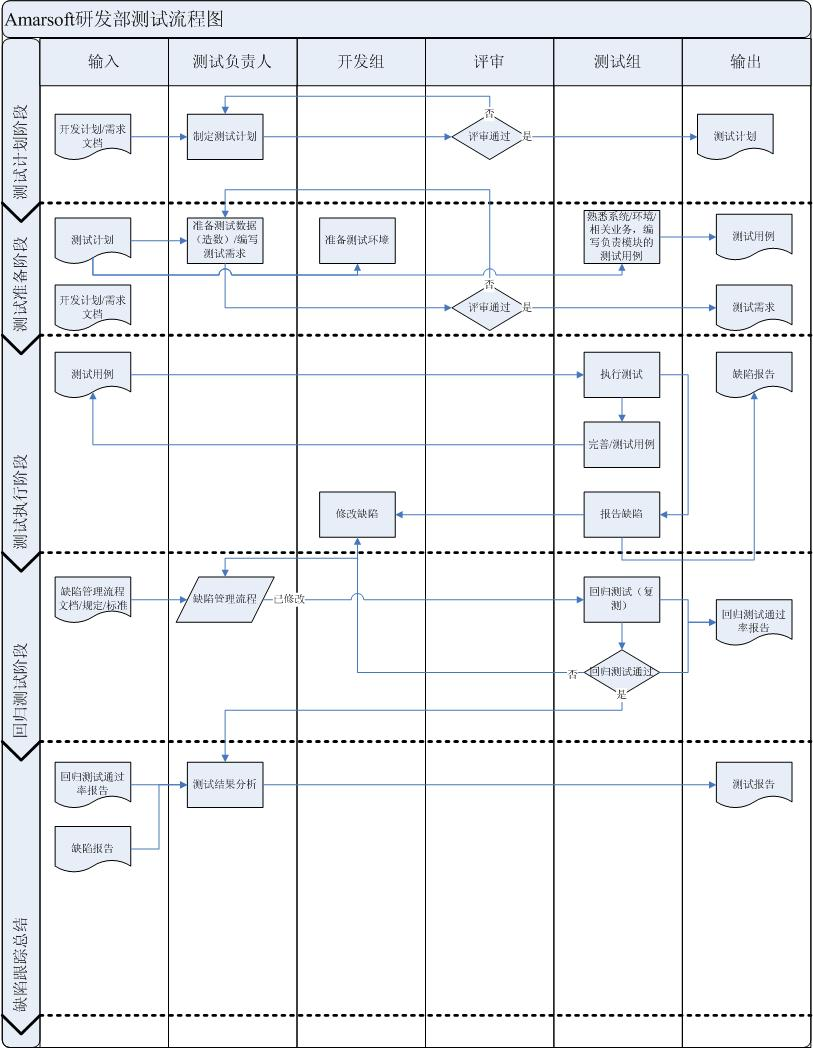 Amarsoft研发部测试流程图
输入
测试负责人
开发组
评审
测试组
输出
测试计划阶段
开发计划/需求
文档
制定测试计划
否
评审通过
是
测试计划
测试准备阶段
测试计划
准备测试数据
（造数）/编写
测试需求
准备测试环境
熟悉系统/环境/
相关业务，编
写负责模块的
测试用例
测试用例
开发计划/需求
文档
否
评审通过
是
测试需求
测试执行阶段
测试用例
执行测试
缺陷报告
完善/测试用例
修改缺陷
报告缺陷
回归测试阶段
缺陷管理流程
文档/规定/标准
缺陷管理流程
已修改
回归测试（复
测）
回归测试通过
率报告
否
回归测试通过
是
缺陷跟踪总结
回归测试通过
率报告
测试结果分析
测试报告
缺陷报告